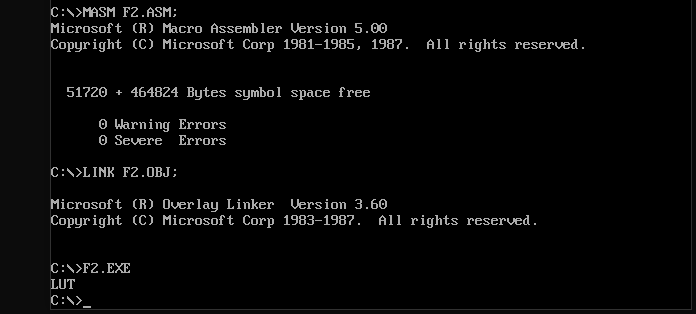 C:\>MASM F2.ASM;
Microsoft (R) Macro Assembler Version 5.00
Copyright (C) Microsoft Corp 1981-1985, 1987.  All rights reserved.
51720 + 464824 Bytes symbol space free
0 Warning Errors
0 Severe  Errors
C:\>LINK F2.OBJ;
Microsoft (R) Overlay Linker  Version 3.60
Copyright (C) Microsoft Corp 1983-1987.  All rights reserved.
C:\>F2.EXE
LUT
C:\>_